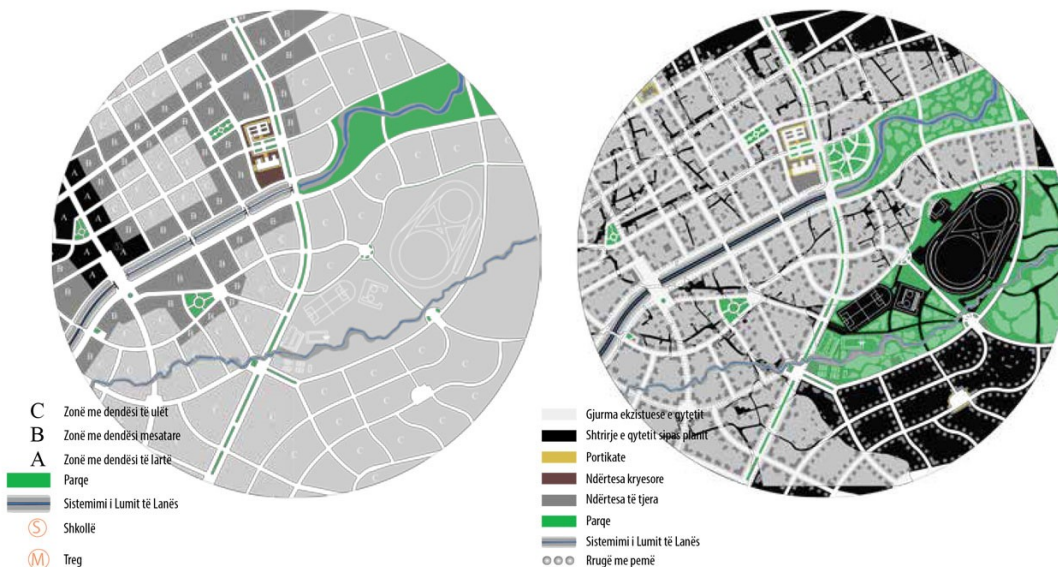 C Zonë me dendësi të ulët
B Zonë me dendësi mesatare
A Zonë me dendësi të lartë
Parqe
Sistemimi i Lumit të Lanës
S Shkollë
M Treg
Gjurma ekzistuese e qytetit
Shtrirje e qytetit sipas planit
Portikate
Ndërtesa kryesore
Ndërtesa të tjera
Parqe
Sistemimi i Lumit të Lanës
Rrugë me pemë